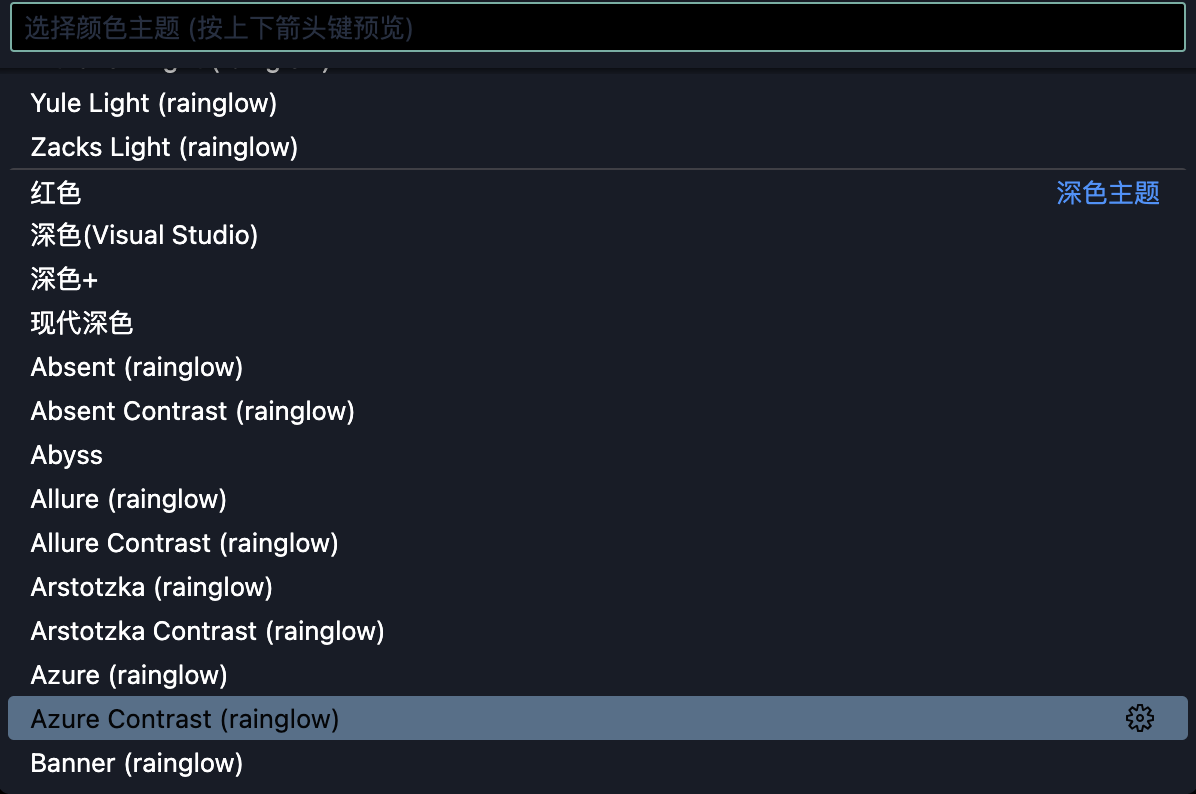 选择颜色主题 (按上下箭头键预览)
Yule Light (rainglow)
Zacks Light (rainglow)
红色 深色主题
深色(Visual Studio)
深色+
现代深色
Absent (rainglow)
Absent Contrast (rainglow)
Abyss
Allure (rainglow)
Allure Contrast (rainglow)
Arstotzka (rainglow)
Arstotzka Contrast (rainglow)
Azure (rainglow)
Azure Contrast (rainglow)
Banner (rainglow)